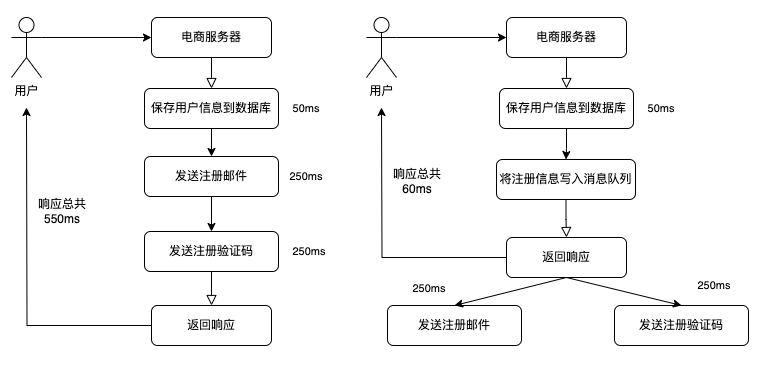 电商服务器
用户
保存用户信息到数据库
50ms
发送注册邮件
250ms
响应总共
550ms
发送注册验证码
250ms
返回响应
电商服务器
用户
保存用户信息到数据库
50ms
响应总共
60ms
将注册信息写入消息队列
返回响应
250ms
250ms
发送注册邮件
发送注册验证码